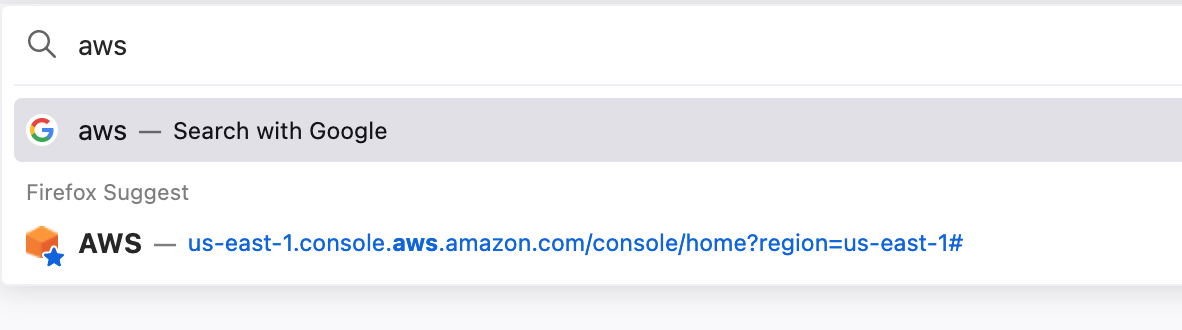 aws
aws — Search with Google
Firefox Suggest
AWS — us-east-1.console.aws.amazon.com/console/home?region=us-east-1#